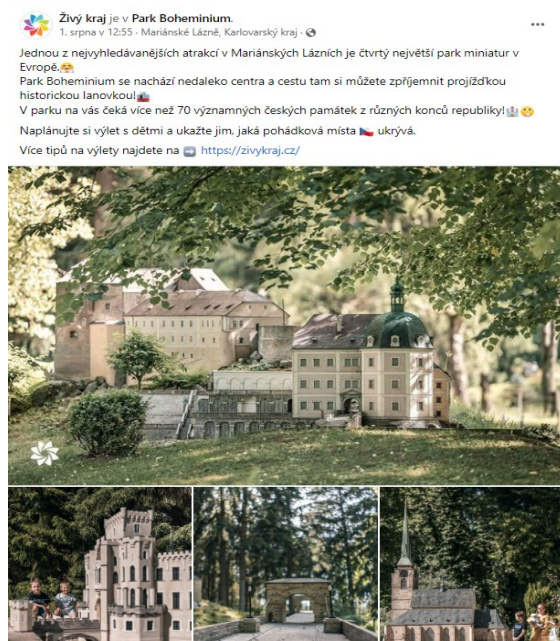 Živý kraj je v Park Boheminium.
1. srpna v 12:55 · Mariánské Lázně, Karlovarský kraj ·
Jednou z nejvyhledávanějších atrakcí v Mariánských Lázních je čtvrtý největší park miniatur v
Evropě.🤗
Park Boheminium se nachází nedaleko centra a cestu tam si můžete zpříjemnit projížďkou
historickou lanovkou!🚠
V parku na vás čeká více než 70 významných českých památek z různých konců republiky!🏰😊
Naplánujte si výlet s dětmi a ukažte jim, jaká pohádková místa 🇨🇿 ukrývá.
Více tipů na výlety najdete na ➡️ https://zivykraj.cz/